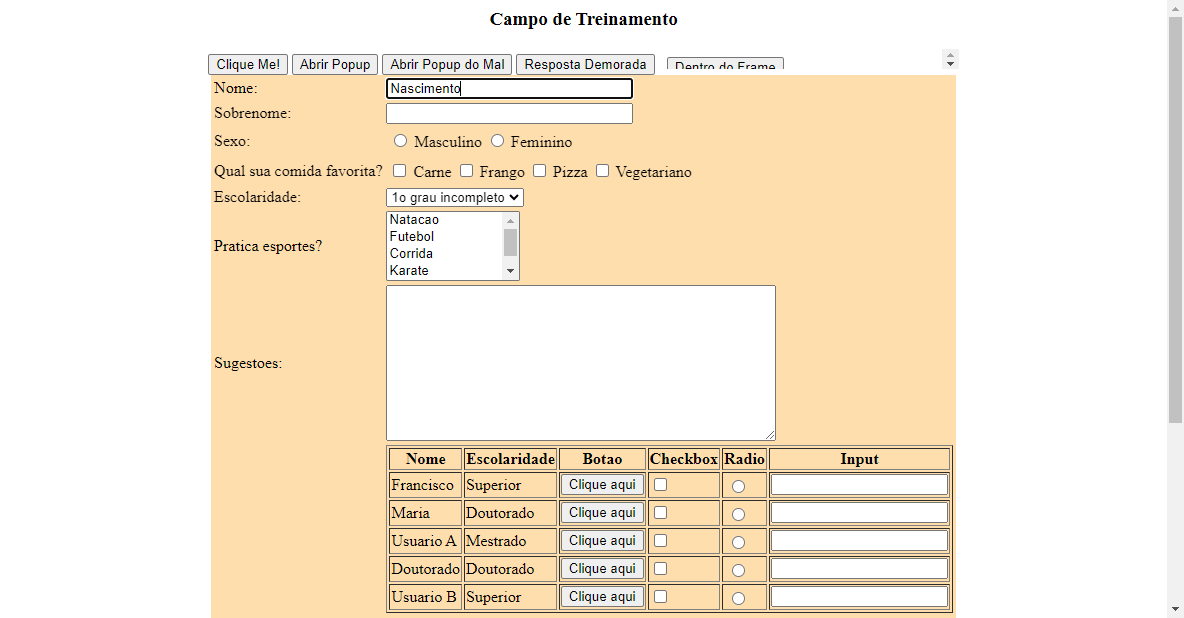 Campo de Treinamento
Clique Me! Abrir Popup Abrir Popup do Mal Resposta Demorada Dentro do Frame
Nome: Nascimento
Sobrenome:
Sexo: Masculino Feminino
Qual sua comida favorita? Carne Frango Pizza Vegetariano
Escolaridade: 1o grau incompleto
Pratica esportes?
Natacao
Futebol
Corrida
Karate
Sugestoes:
Nome Escolaridade Botao Checkbox Radio Input
Francisco Superior Clique aqui
Maria Doutorado Clique aqui
Usuario A Mestrado Clique aqui
Doutorado Doutorado Clique aqui
Usuario B Superior Clique aqui